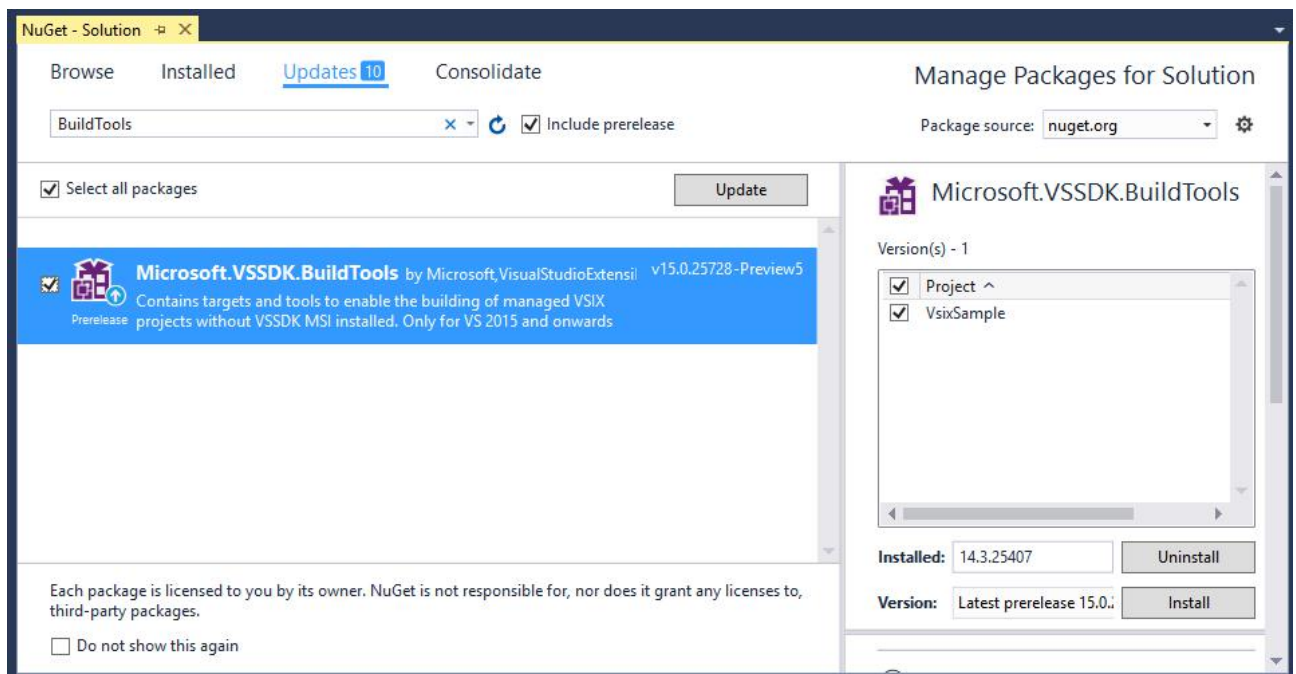 NuGet - Solution
Browse Installed Updates 10 Consolidate
Manage Packages for Solution
BuildTools
Include prerelease
Package source: nuget.org
Select all packages
Update
Microsoft.VSSDK.BuildTools by Microsoft,VisualStudioExtensil v15.0.25728-Preview5
Contains targets and tools to enable the building of managed VSIX
Prerelease projects without VSSDK MSI installed. Only for VS 2015 and onwards
Each package is licensed to you by its owner. NuGet is not responsible for, nor does it grant any licenses to,
third-party packages.
Do not show this again
Microsoft.VSSDK.BuildTools
Version(s) - 1
Project
VsixSample
Installed: 14.3.25407 Uninstall
Version: Latest prerelease 15.0. Install